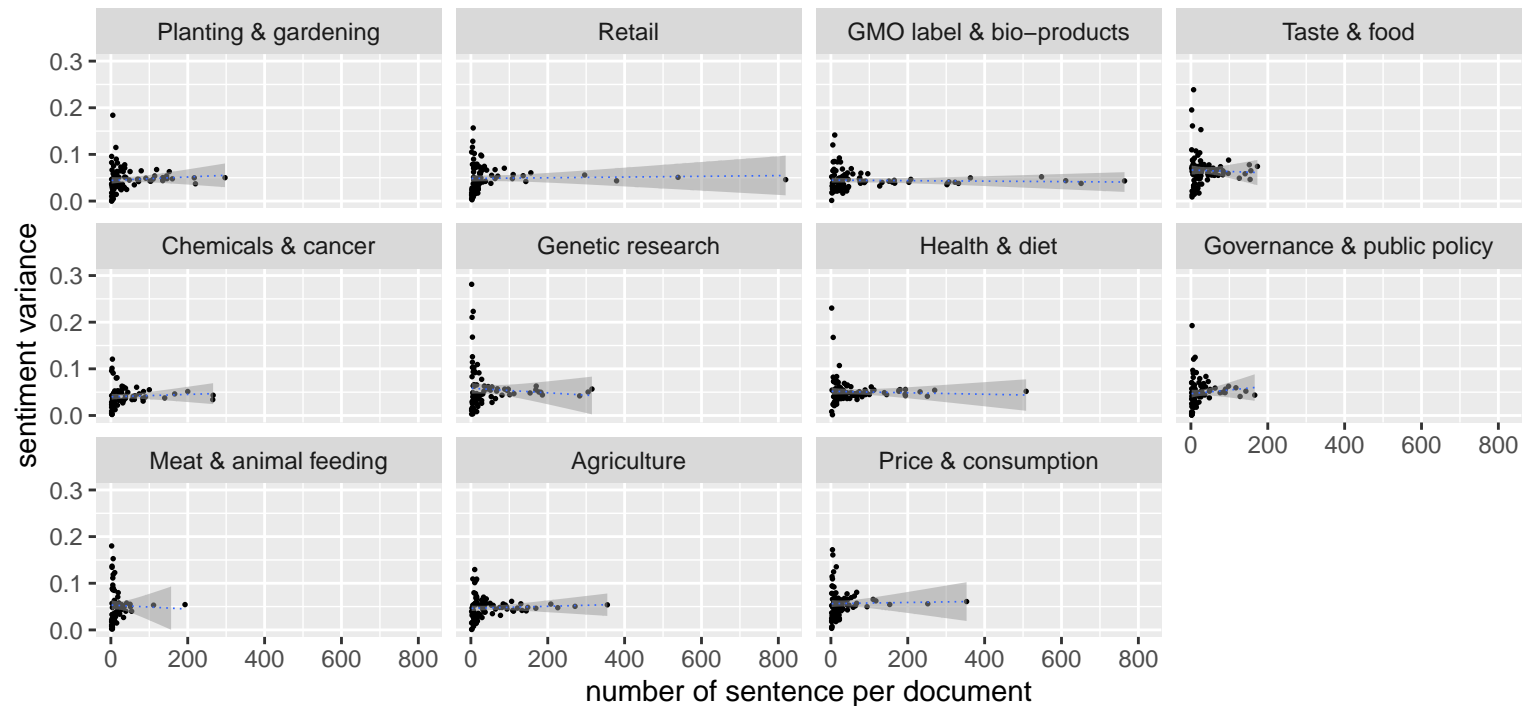 Planting & gardening
Retail
GMO label & bio−products
Taste & food
0.3
0.2
0.1
0.0
Chemicals & cancer
Genetic research
Health & diet
Governance & public policy
0.3
0.2
0.1
0.0
0 200 400 600 800
Meat & animal feeding
Agriculture
Price & consumption
0.3
0.2
0.1
0.0
0 200 400 600 800
0 200 400 600 800
0 200 400 600 800
sentiment variance
number of sentence per document